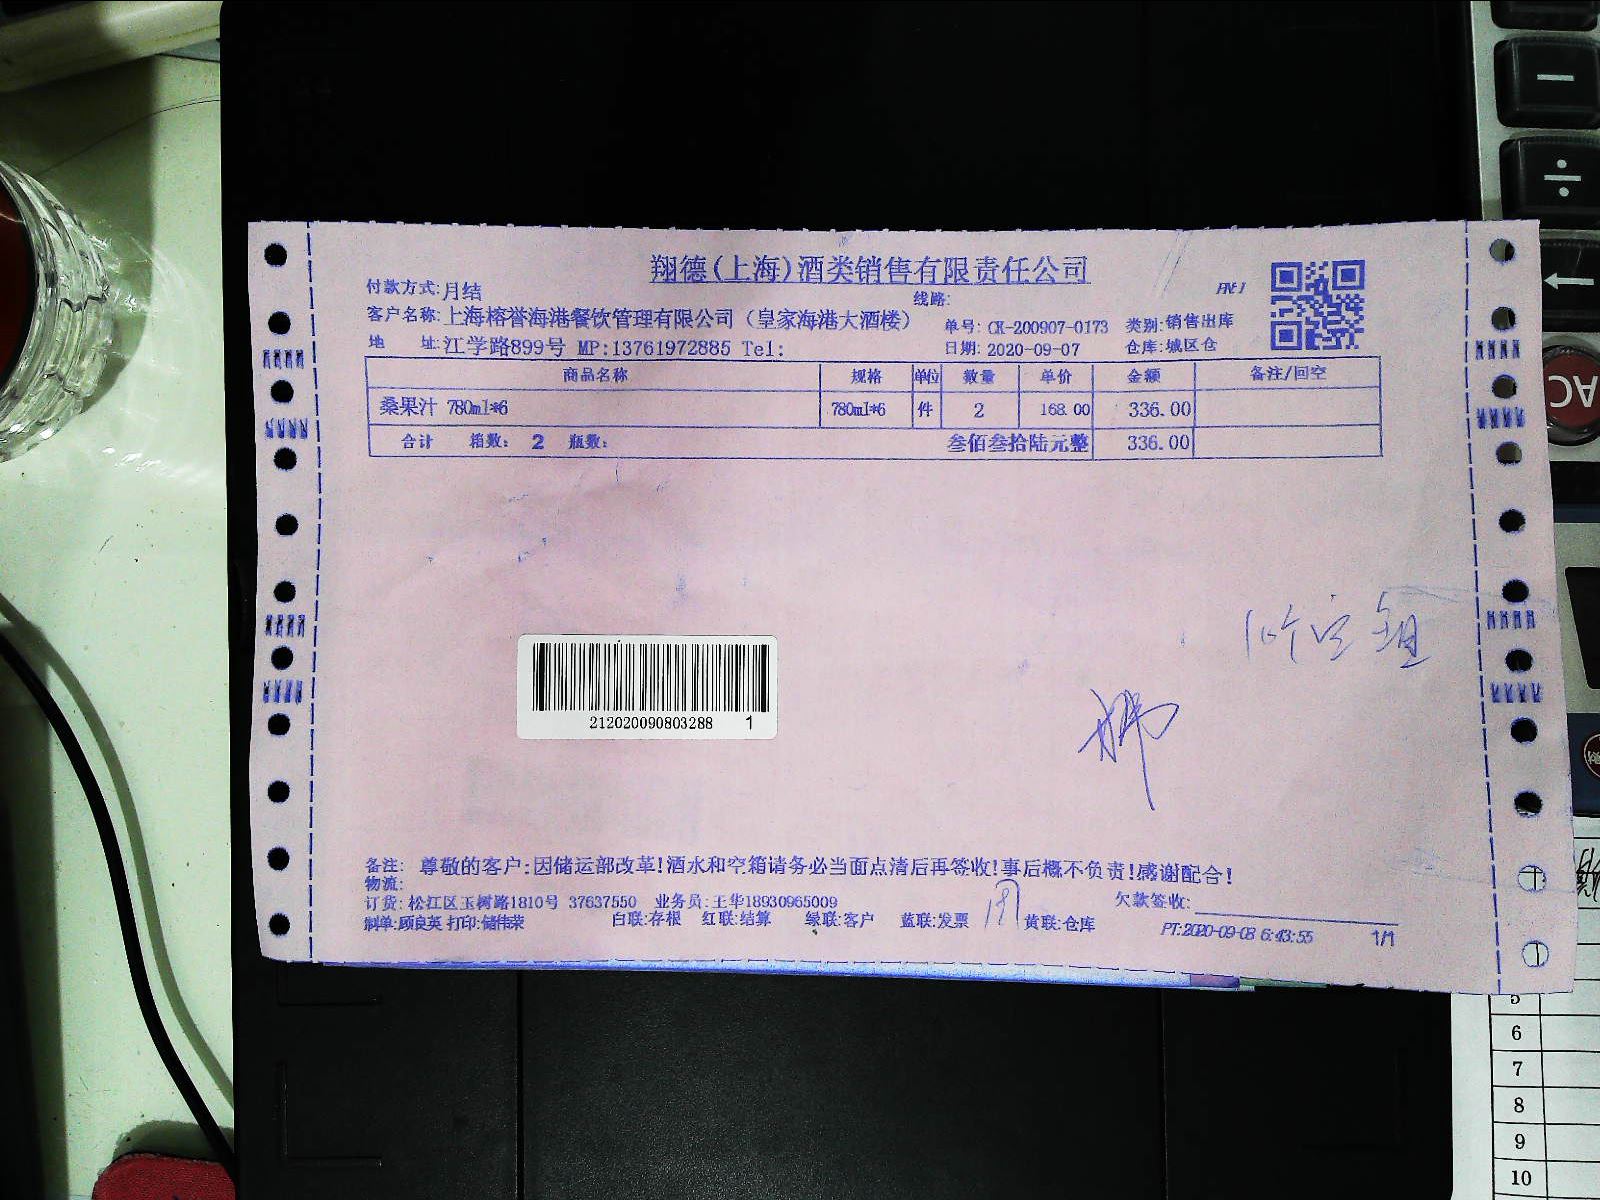 翔德(上海)酒类销售有限责任公司
付款方式:月结
线路:
PN:1
客户名称:上海榕誉海港餐饮管理有限公司（皇家海港大酒楼）
单号: CK-200907-0173 类别:销售出库
地 址:江学路899号 MP:13761972885 Tel:
日期: 2020-09-07 仓库:城区仓
商品名称 规格 单位 数量 单价 金额 备注/回空
桑果汁 780ml*6 780ml*6 件 2 168.00 336.00
合计 箱数: 2 瓶数: 叁佰叁拾陆元整 336.00
212020090803288 1
备注: 尊敬的客户:因储运部改革!酒水和空箱请务必当面点清后再签收!事后概不负责!感谢配合!
物流:
订货: 松江区玉树路1810号 37637550 业务员:王华18930965009
欠款签收:
制单:顾良英 打印:储伟荣 白联:存根 红联:结算 绿联:客户 蓝联:发票 黄联:仓库
PT:2020-09-08 6:43:55 1/1
÷
AC
5
6
7
8
9
10